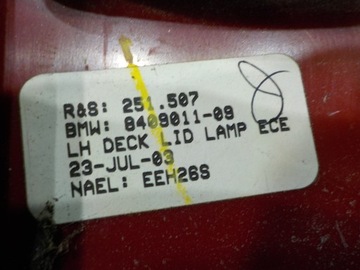 R&S: 251.507
BMW: 8409011-09
LH DECK LID LAMP ECE
23-JUL-03
NAEL: EEH26S